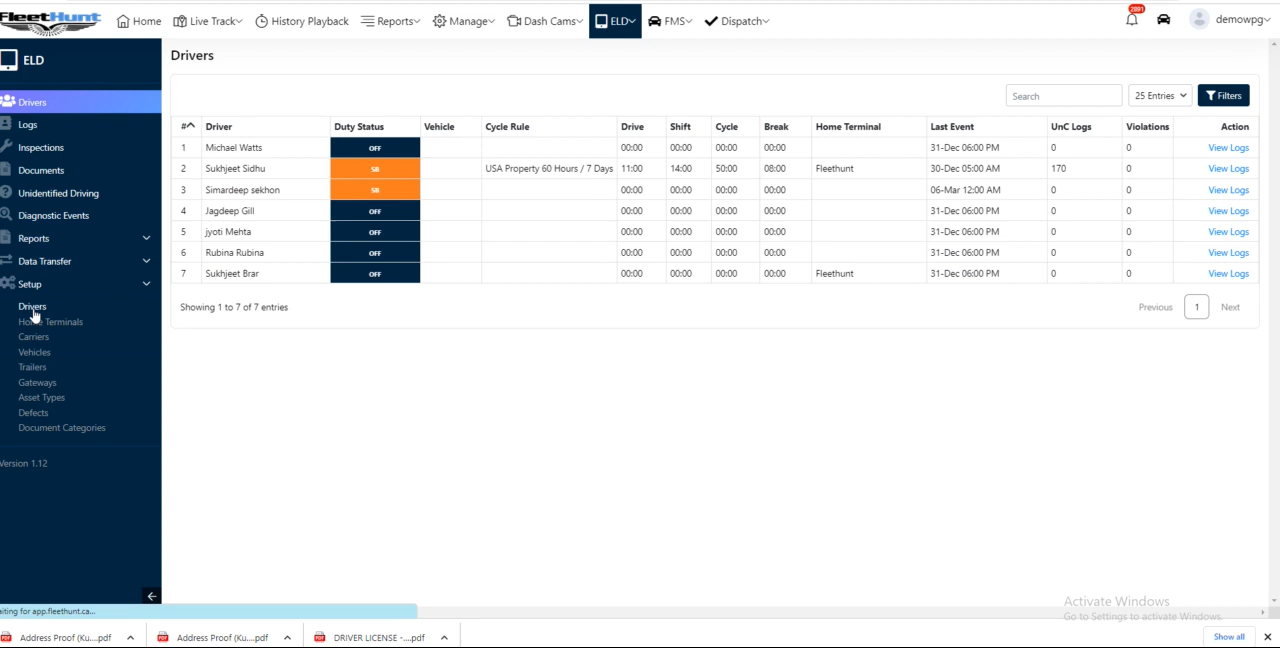 FleetHunt Home Live Track History Playback Reports Manage Dash Cams ELD FMS Dispatch 2891 demowpg
ELD
Drivers
Logs
Inspections
Documents
Unidentified Driving
Diagnostic Events
Reports
Data Transfer
Setup
Drivers
Home Terminals
Carriers
Vehicles
Trailers
Gateways
Asset Types
Defects
Document Categories
Version 1.12
Drivers
Search 25 Entries Filters
# Driver Duty Status Vehicle Cycle Rule Drive Shift Cycle Break Home Terminal Last Event UnC Logs Violations Action
1 Michael Watts OFF 00:00 00:00 00:00 00:00 31-Dec 06:00 PM 0 0 View Logs
2 Sukhjeet Sidhu SB USA Property 60 Hours / 7 Days 11:00 14:00 50:00 08:00 Fleethunt 30-Dec 05:00 AM 170 0 View Logs
3 Simardeep sekhon SB 00:00 00:00 00:00 00:00 06-Mar 12:00 AM 0 0 View Logs
4 Jagdeep Gill OFF 00:00 00:00 00:00 00:00 31-Dec 06:00 PM 0 0 View Logs
5 jyoti Mehta OFF 00:00 00:00 00:00 00:00 31-Dec 06:00 PM 0 0 View Logs
6 Rubina Rubina OFF 00:00 00:00 00:00 00:00 31-Dec 06:00 PM 0 0 View Logs
7 Sukhjeet Brar OFF 00:00 00:00 00:00 00:00 Fleethunt 31-Dec 06:00 PM 0 0 View Logs
Showing 1 to 7 of 7 entries Previous 1 Next
Activate Windows
Go to Settings to activate Windows.
aiting for app.fleethunt.ca...
Address Proof (Ku....pdf Address Proof (Ku....pdf DRIVER LICENSE -....pdf Show all